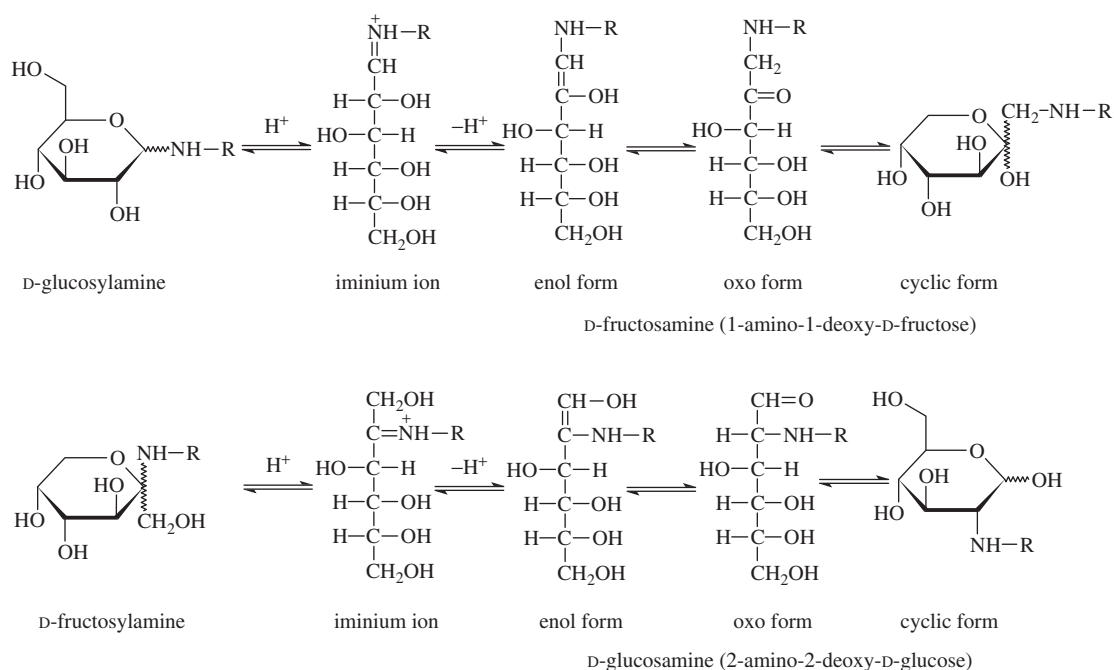 HO
O
OH
HO
OH
NH–R
H⁺
⁺NH–R
CH
H–C–OH
HO–C–H
H–C–OH
H–C–OH
CH₂OH
–H⁺
NH–R
CH
C–OH
HO–C–H
H–C–OH
H–C–OH
CH₂OH
NH–R
CH₂
C=O
HO–C–H
H–C–OH
H–C–OH
CH₂OH
O
CH₂–NH–R
HO
OH
OH
OH
D-glucosylamine iminium ion enol form oxo form cyclic form
D-fructosamine (1-amino-1-deoxy-D-fructose)
O
NH–R
HO
CH₂OH
OH
OH
H⁺
CH₂OH
C=⁺NH–R
HO–C–H
H–C–OH
H–C–OH
CH₂OH
–H⁺
CH–OH
C–NH–R
HO–C–H
H–C–OH
H–C–OH
CH₂OH
CH=O
H–C–NH–R
HO–C–H
H–C–OH
H–C–OH
CH₂OH
HO
O
OH
HO
OH
NH–R
D-fructosylamine iminium ion enol form oxo form cyclic form
D-glucosamine (2-amino-2-deoxy-D-glucose)